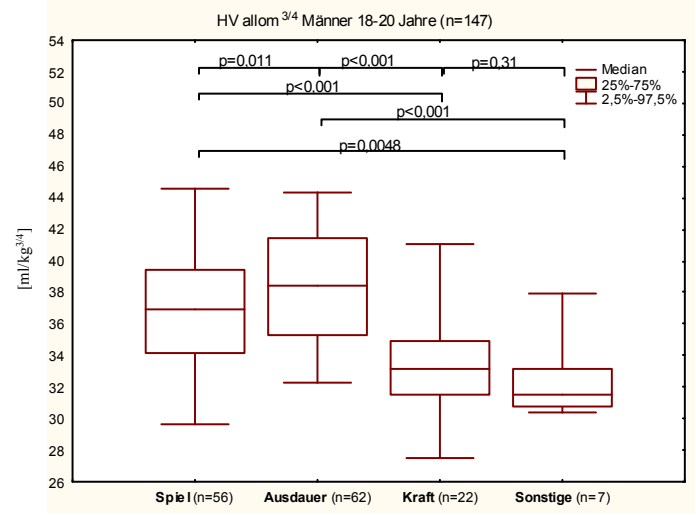 HV allom 3/4 Männer 18-20 Jahre (n=147)
54
52
50
48
46
44
42
40
38
36
34
32
30
28
26
[ml/kg3/4]
p=0,011
p<0,001
p=0,31
p<0,001
p<0,001
p=0,0048
Median
25%-75%
2,5%-97,5%
Spiel (n=56)
Ausdauer (n=62)
Kraft (n=22)
Sonstige (n=7)